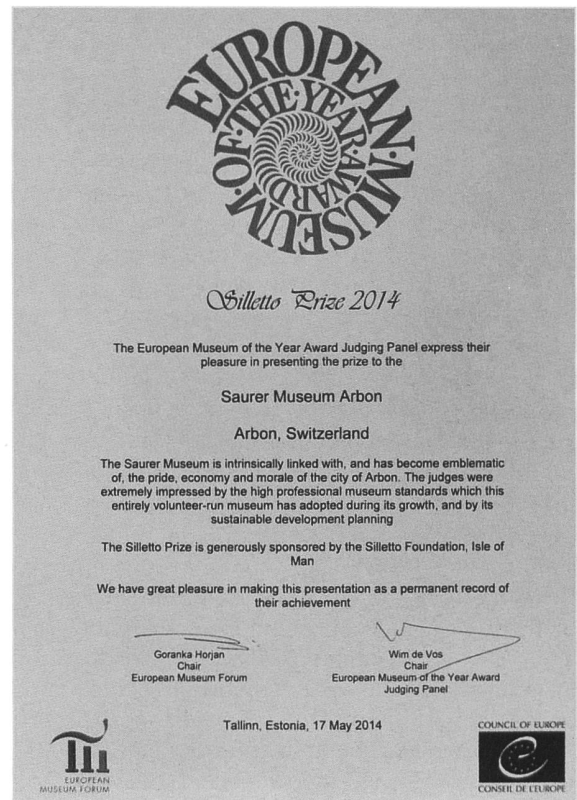 EUROPEAN·MUSEUM·OF·THE·YEAR·AWARD
Silletto Prize 2014
The European Museum of the Year Award Judging Panel express their
pleasure in presenting the prize to the
Saurer Museum Arbon
Arbon, Switzerland
The Saurer Museum is intrinsically linked with, and has become emblematic
of, the pride, economy and morale of the city of Arbon. The judges were
extremely impressed by the high professional museum standards which this
entirely volunteer-run museum has adopted during its growth, and by its
sustainable development planning
The Silletto Prize is generously sponsored by the Silletto Foundation, Isle of
Man
We have great pleasure in making this presentation as a permanent record of
their achievement
Goranka Horjan
Chair
European Museum Forum
Wim de Vos
Chair
European Museum of the Year Award
Judging Panel
Tallinn, Estonia, 17 May 2014
EUROPEAN
MUSEUM FORUM
COUNCIL OF EUROPE
CONSEIL DE L'EUROPE